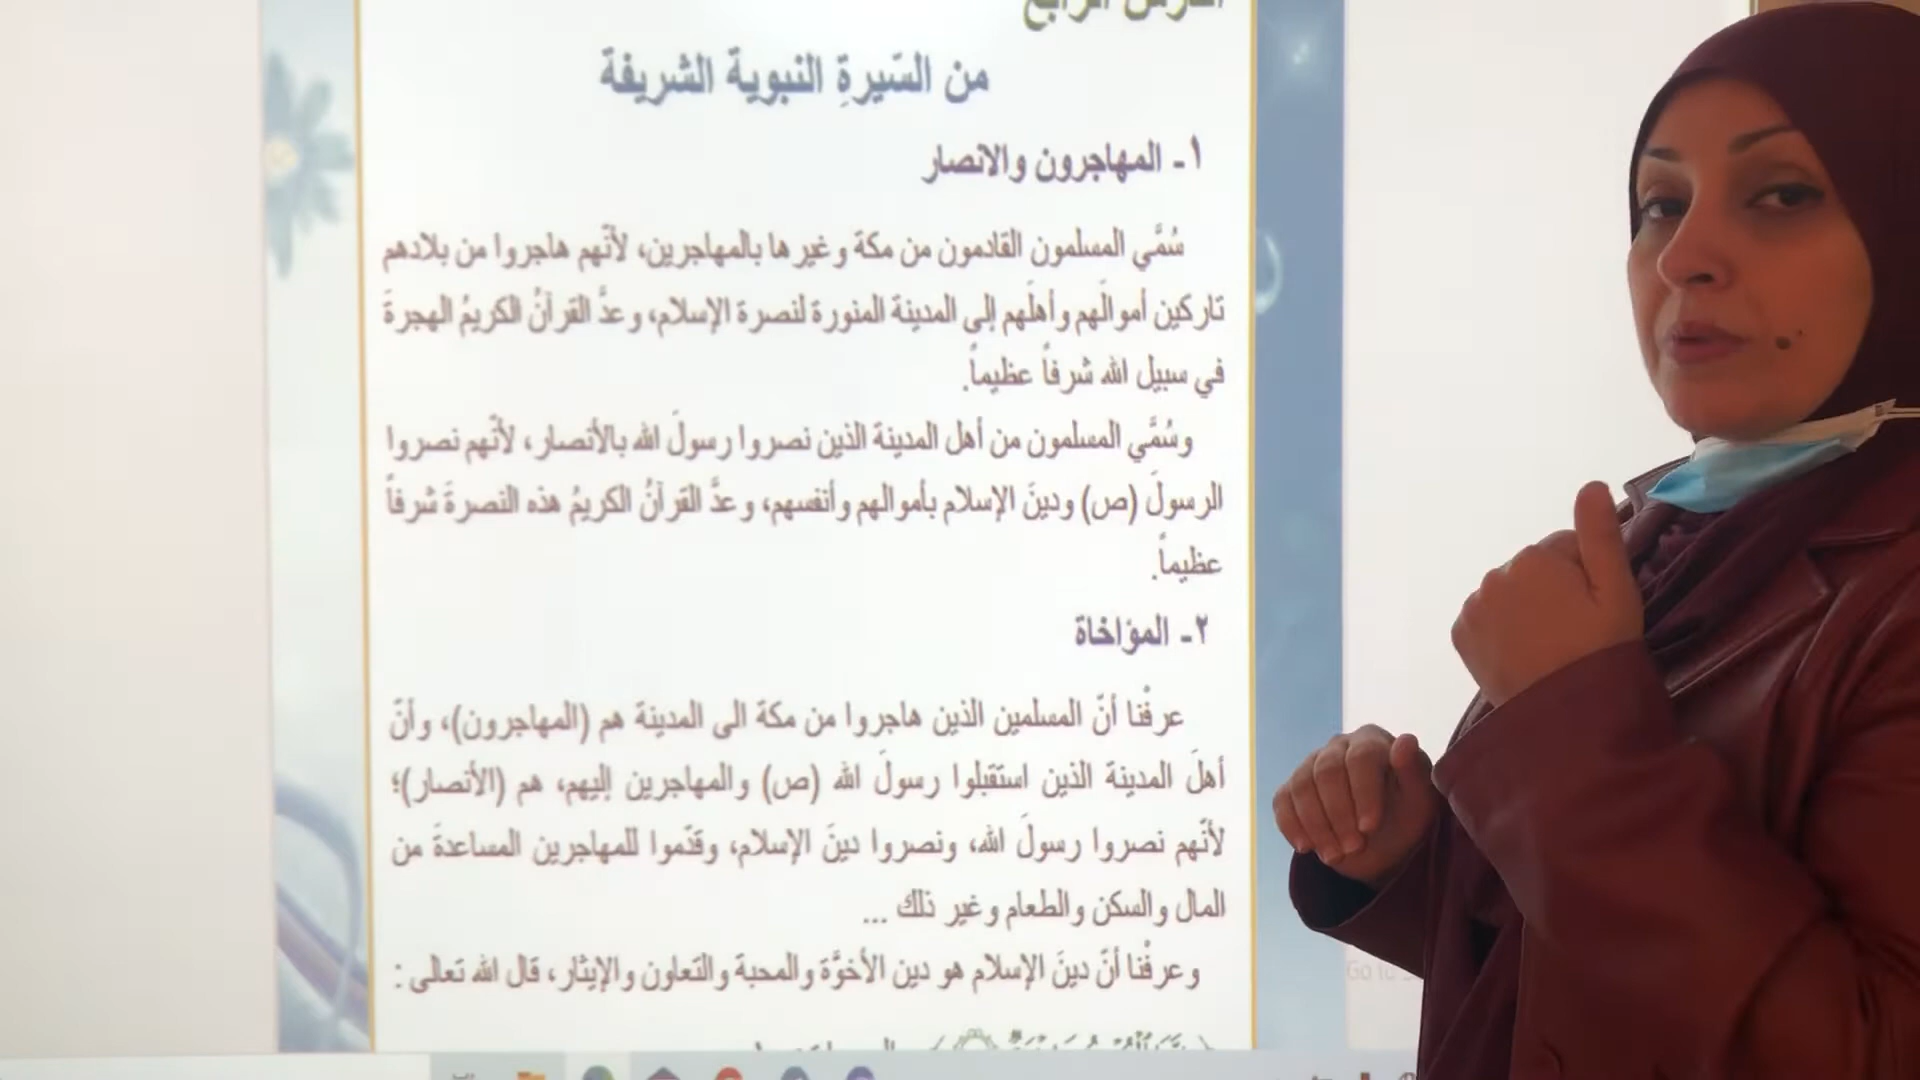 الدرس الرابع
من السّيرةِ النبوية الشريفة
١- المهاجرون والانصار
سُمَّي المسلمون القادمون من مكة وغيرها بالمهاجرين، لأنّهم هاجروا من بلادهم
تاركين أموالَهم وأهلَهم إلى المدينة المنورة لنصرة الإسلام، وعدَّ القرآنُ الكريمُ الهجرةَ
في سبيل الله شرفاً عظيماً.
وسُمَّي المسلمون من أهل المدينة الذين نصروا رسولَ الله بالأنصار، لأنّهم نصروا
الرسولَ (ص) ودينَ الإسلام بأموالهم وأنفسهم، وعدَّ القرآنُ الكريمُ هذه النصرةَ شرفاً
عظيماً.
٢- المؤاخاة
عرفْنا أنّ المسلمين الذين هاجروا من مكة الى المدينة هم (المهاجرون)، وأنّ
أهلَ المدينة الذين استقبلوا رسولَ الله (ص) والمهاجرين إليهم، هم (الأنصار)؛
لأنّهم نصروا رسولَ الله، ونصروا دينَ الإسلام، وقدّموا للمهاجرين المساعدةَ من
المال والسكن والطعام وغير ذلك ...
وعرفْنا أنّ دينَ الإسلام هو دين الأخوَّة والمحبة والتعاون والإيثار، قال الله تعالى :
Go to